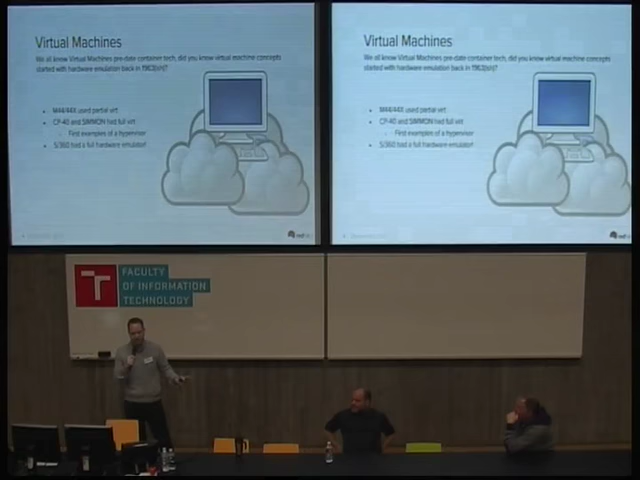 Virtual Machines
We all know Virtual Machines pre-date container tech, did you know virtual machine concepts
started with hardware emulation back in 1963(ish)?
• M44/44X used partial virt
• CP-40 and SIMMON had full virt
• First examples of a hypervisor
• S/360 had a full hardware emulator!
Virtual Machines
We all know Virtual Machines pre-date container tech, did you know virtual machine concepts
started with hardware emulation back in 1963(ish)?
• M44/44X used partial virt
• CP-40 and SIMMON had full virt
• First examples of a hypervisor
• S/360 had a full hardware emulator!
T
FACULTY
OF INFORMATION
TECHNOLOGY